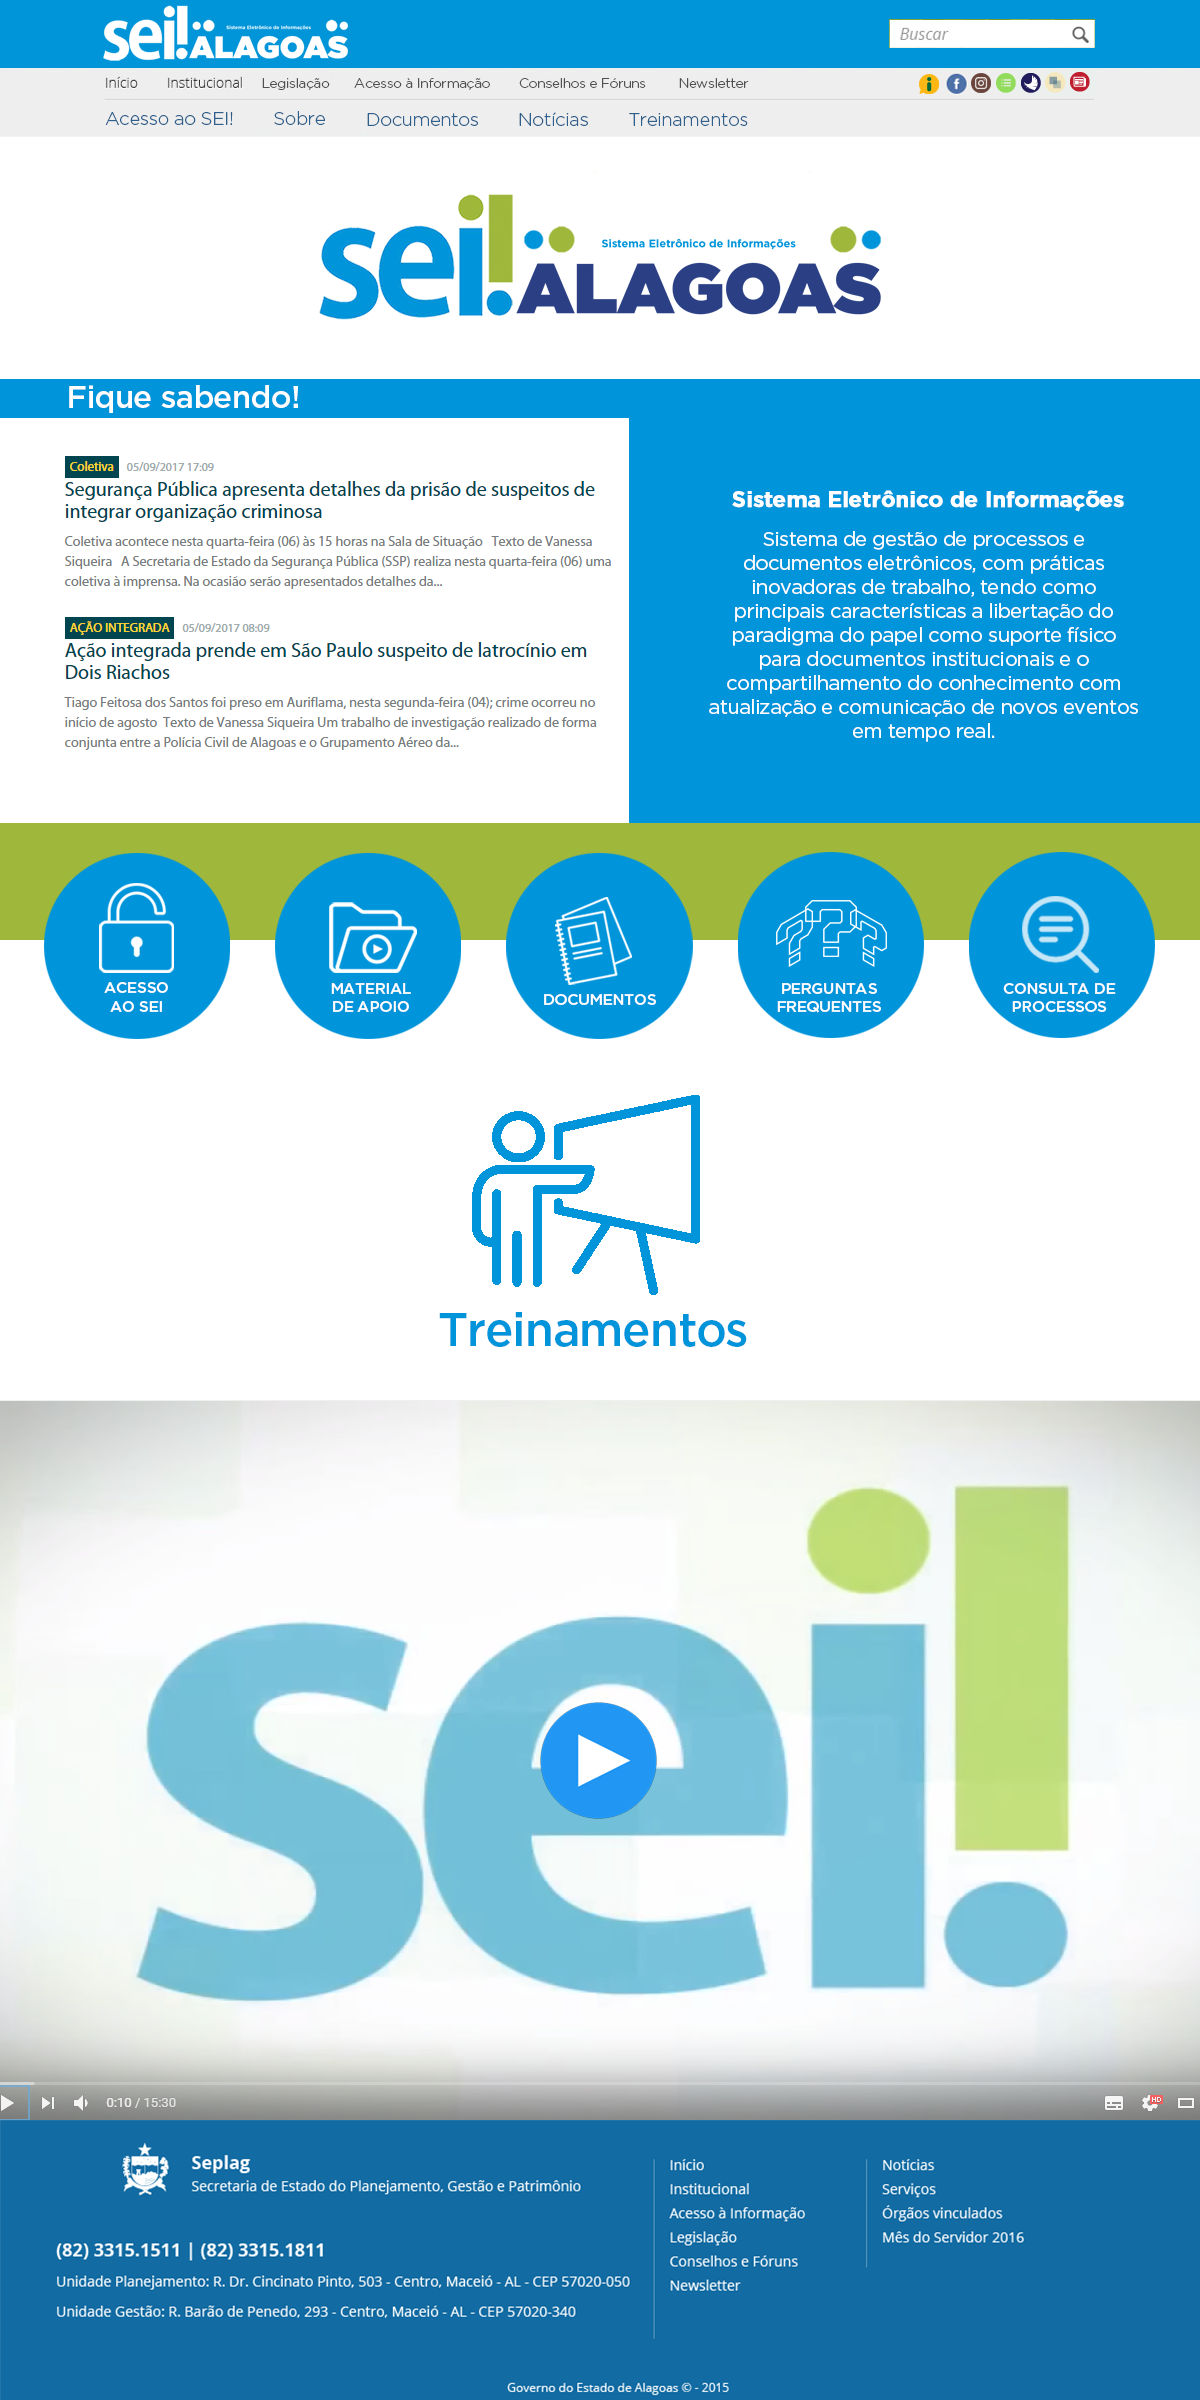 sei! Sistema Eletrônico de Informações
ALAGOAS
Buscar
Início Institucional Legislação Acesso à Informação Conselhos e Fóruns Newsletter
Acesso ao SEI! Sobre Documentos Notícias Treinamentos
sei! Sistema Eletrônico de Informações
ALAGOAS
Fique sabendo!
Coletiva 05/09/2017 17:09
Segurança Pública apresenta detalhes da prisão de suspeitos de
integrar organização criminosa
Coletiva acontece nesta quarta-feira (06) às 15 horas na Sala de Situação Texto de Vanessa
Siqueira A Secretaria de Estado da Segurança Pública (SSP) realiza nesta quarta-feira (06) uma
coletiva à imprensa. Na ocasião serão apresentados detalhes da...
AÇÃO INTEGRADA 05/09/2017 08:09
Ação integrada prende em São Paulo suspeito de latrocínio em
Dois Riachos
Tiago Feitosa dos Santos foi preso em Auriflama, nesta segunda-feira (04); crime ocorreu no
início de agosto Texto de Vanessa Siqueira Um trabalho de investigação realizado de forma
conjunta entre a Polícia Civil de Alagoas e o Grupamento Aéreo da...
Sistema Eletrônico de Informações
Sistema de gestão de processos e
documentos eletrônicos, com práticas
inovadoras de trabalho, tendo como
principais características a libertação do
paradigma do papel como suporte físico
para documentos institucionais e o
compartilhamento do conhecimento com
atualização e comunicação de novos eventos
em tempo real.
ACESSO
AO SEI
MATERIAL
DE APOIO
DOCUMENTOS
PERGUNTAS
FREQUENTES
CONSULTA DE
PROCESSOS
Treinamentos
sei!
0:10 / 15:30
HD
Seplag
Secretaria de Estado do Planejamento, Gestão e Patrimônio
(82) 3315.1511 | (82) 3315.1811
Unidade Planejamento: R. Dr. Cincinato Pinto, 503 - Centro, Maceió - AL - CEP 57020-050
Unidade Gestão: R. Barão de Penedo, 293 - Centro, Maceió - AL - CEP 57020-340
Início
Institucional
Acesso à Informação
Legislação
Conselhos e Fóruns
Newsletter
Notícias
Serviços
Órgãos vinculados
Mês do Servidor 2016
Governo do Estado de Alagoas © - 2015